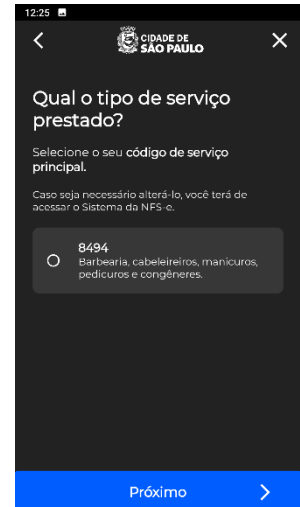 12:25
CIDADE DE
SÃO PAULO
Qual o tipo de serviço
prestado?
Selecione o seu código de serviço
principal.
Caso seja necessário alterá-lo, você terá de
acessar o Sistema da NFS-e.
8494
Barbearia, cabeleireiros, manicuros,
pedicuros e congêneres.
Próximo